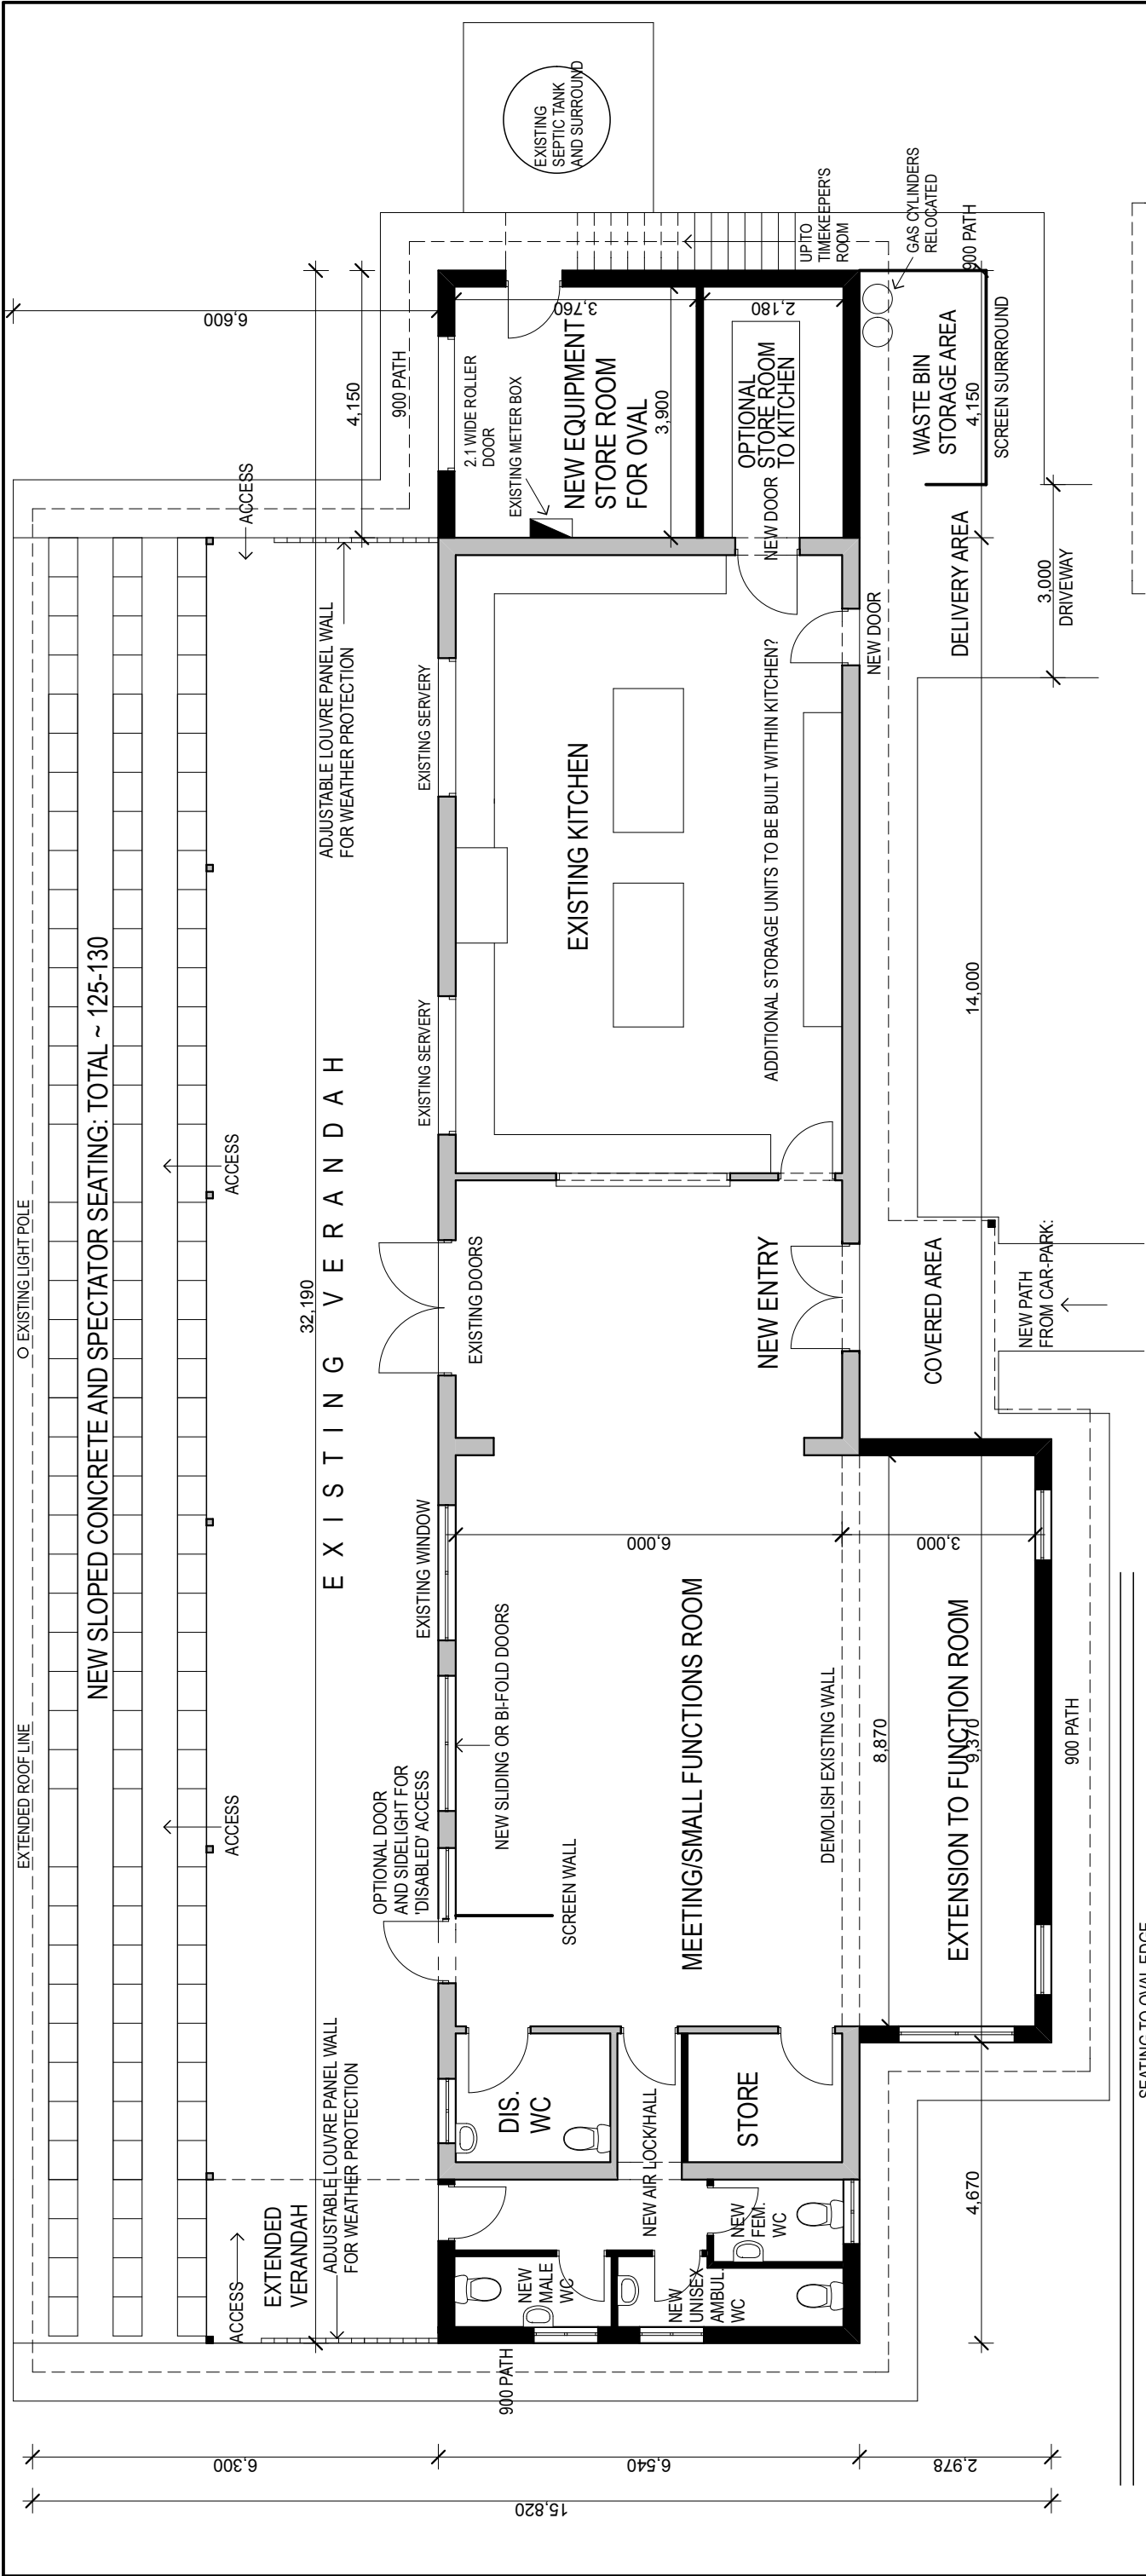 EXISTING LIGHT POLE
EXTENDED ROOF LINE
NEW SLOPED CONCRETE AND SPECTATOR SEATING: TOTAL ~ 125-130
ACCESS
ACCESS
ACCESS
ACCESS
EXTENDED
VERANDAH
ADJUSTABLE LOUVRE PANEL WALL
FOR WEATHER PROTECTION
32,190
EXISTING VERANDAH
ADJUSTABLE LOUVRE PANEL WALL
FOR WEATHER PROTECTION
4,150
900 PATH
6,600
OPTIONAL DOOR
AND SIDELIGHT FOR
'DISABLED' ACCESS
EXISTING WINDOW
EXISTING SERVERY
EXISTING SERVERY
2.1 WIDE ROLLER
DOOR
EXISTING METER BOX
EXISTING DOORS
NEW SLIDING OR BI-FOLD DOORS
SCREEN WALL
900 PATH
NEW
MALE
WC
DIS.
WC
NEW AIR LOCK/HALL
STORE
NEW
UNISEX
AMBUL.
WC
NEW
FEM.
WC
MEETING/SMALL FUNCTIONS ROOM
6,000
EXISTING KITCHEN
NEW EQUIPMENT
STORE ROOM
FOR OVAL
3,760
3,900
EXISTING
SEPTIC TANK
AND SURROUND
OPTIONAL
STORE ROOM
TO KITCHEN
2,180
NEW DOOR
UP TO
TIMEKEEPER'S
ROOM
NEW ENTRY
ADDITIONAL STORAGE UNITS TO BE BUILT WITHIN KITCHEN?
DEMOLISH EXISTING WALL
NEW DOOR
GAS CYLINDERS
RELOCATED
8,870
3,000
EXTENSION TO FUNCTION ROOM
9,370
COVERED AREA
DELIVERY AREA
WASTE BIN
STORAGE AREA
4,150
900 PATH
SCREEN SURRROUND
4,670
14,000
NEW PATH
FROM CAR-PARK:
3,000
DRIVEWAY
900 PATH
SEATING TO OVAL EDGE
6,300
6,540
2,978
15,820